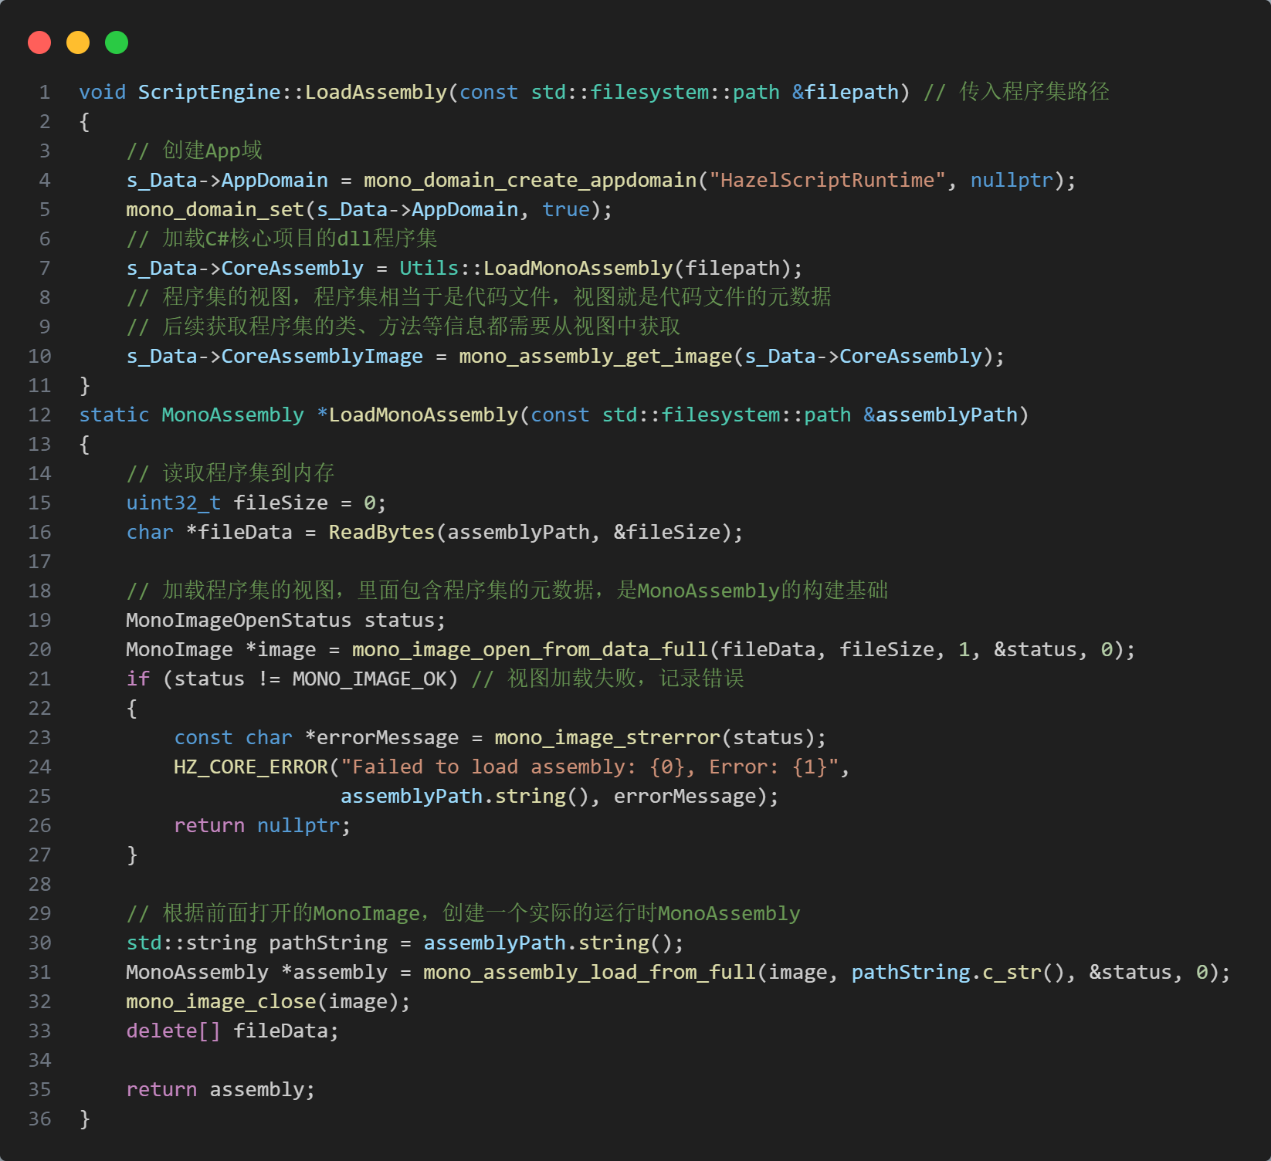 1 void ScriptEngine::LoadAssembly(const std::filesystem::path &filepath) // 传入程序集路径
2 {
3     // 创建App域
4     s_Data->AppDomain = mono_domain_create_appdomain("HazelScriptRuntime", nullptr);
5     mono_domain_set(s_Data->AppDomain, true);
6     // 加载C#核心项目的dll程序集
7     s_Data->CoreAssembly = Utils::LoadMonoAssembly(filepath);
8     // 程序集的视图，程序集相当于是代码文件，视图就是代码文件的元数据
9     // 后续获取程序集的类、方法等信息都需要从视图中获取
10     s_Data->CoreAssemblyImage = mono_assembly_get_image(s_Data->CoreAssembly);
11 }
12 static MonoAssembly *LoadMonoAssembly(const std::filesystem::path &assemblyPath)
13 {
14     // 读取程序集到内存
15     uint32_t fileSize = 0;
16     char *fileData = ReadBytes(assemblyPath, &fileSize);
17
18     // 加载程序集的视图，里面包含程序集的元数据，是MonoAssembly的构建基础
19     MonoImageOpenStatus status;
20     MonoImage *image = mono_image_open_from_data_full(fileData, fileSize, 1, &status, 0);
21     if (status != MONO_IMAGE_OK) // 视图加载失败，记录错误
22     {
23         const char *errorMessage = mono_image_strerror(status);
24         HZ_CORE_ERROR("Failed to load assembly: {0}, Error: {1}",
25                       assemblyPath.string(), errorMessage);
26         return nullptr;
27     }
28
29     // 根据前面打开的MonoImage，创建一个实际的运行时MonoAssembly
30     std::string pathString = assemblyPath.string();
31     MonoAssembly *assembly = mono_assembly_load_from_full(image, pathString.c_str(), &status, 0);
32     mono_image_close(image);
33     delete[] fileData;
34
35     return assembly;
36 }